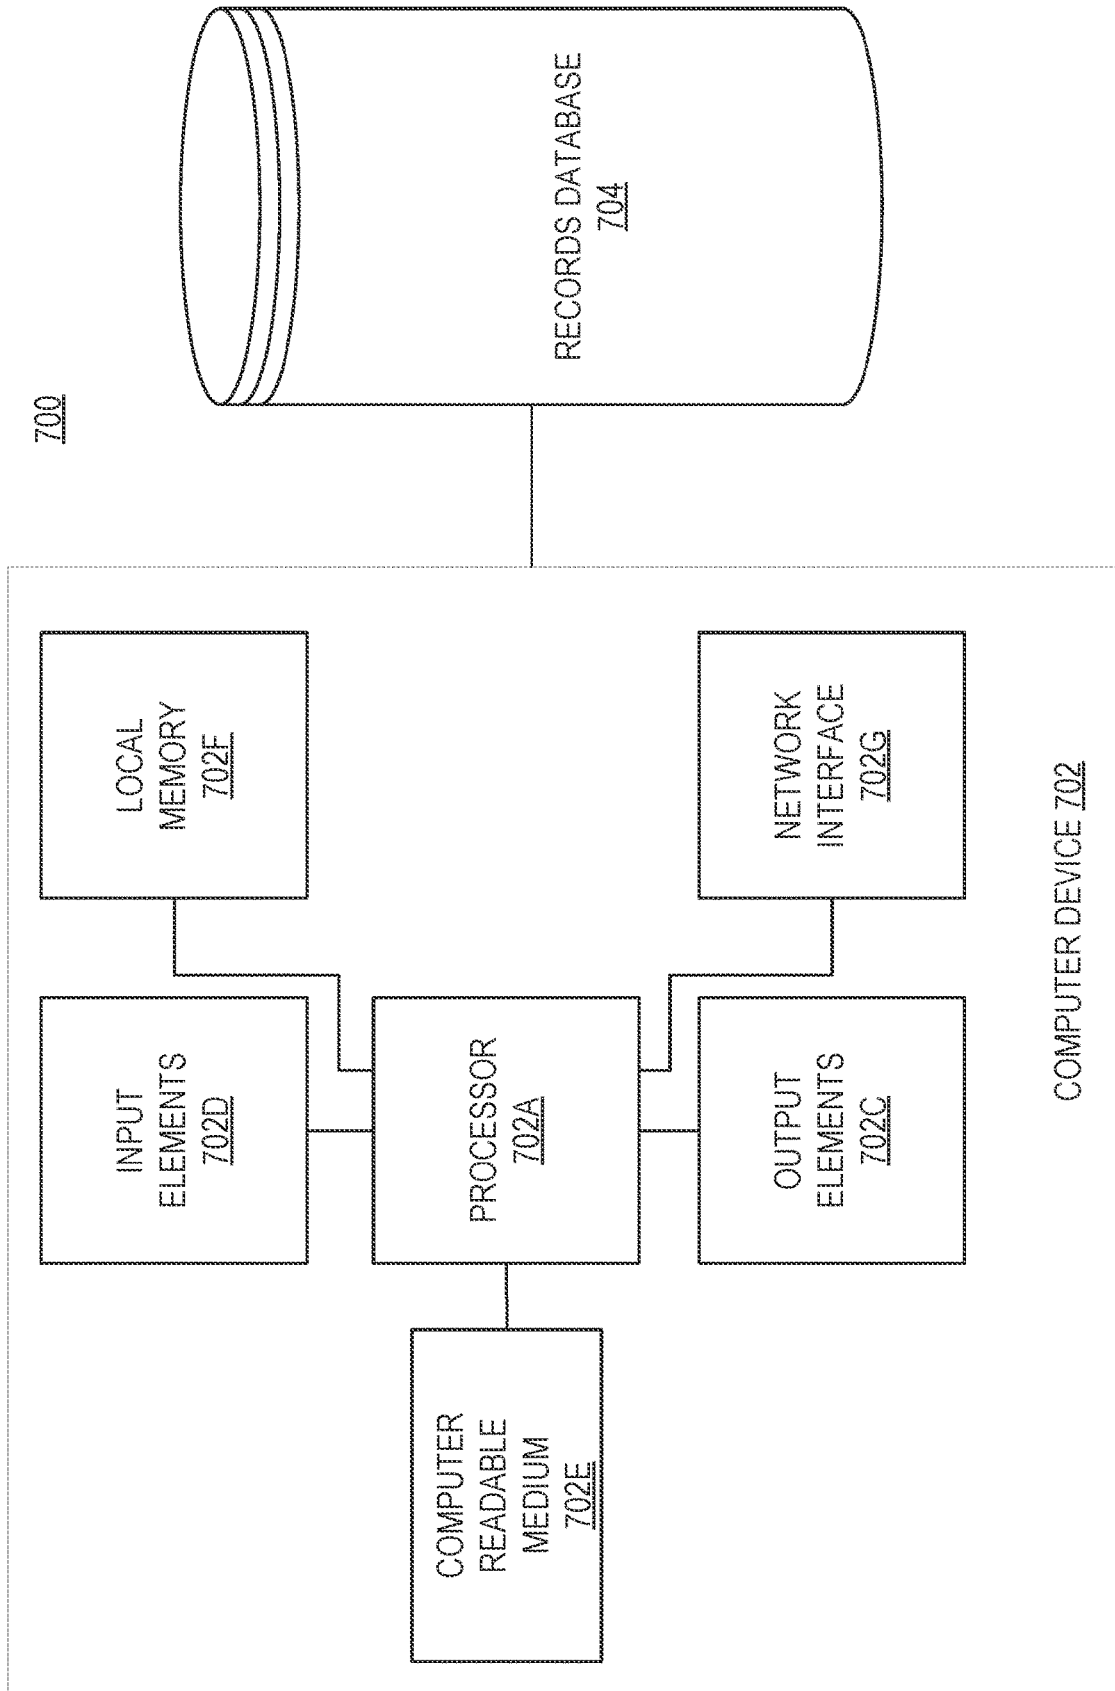 700
INPUT
ELEMENTS
702D
LOCAL
MEMORY
702F
COMPUTER
READABLE
MEDIUM
702E
PROCESSOR
702A
RECORDS DATABASE
704
OUTPUT
ELEMENTS
702C
NETWORK
INTERFACE
702G
COMPUTER DEVICE 702